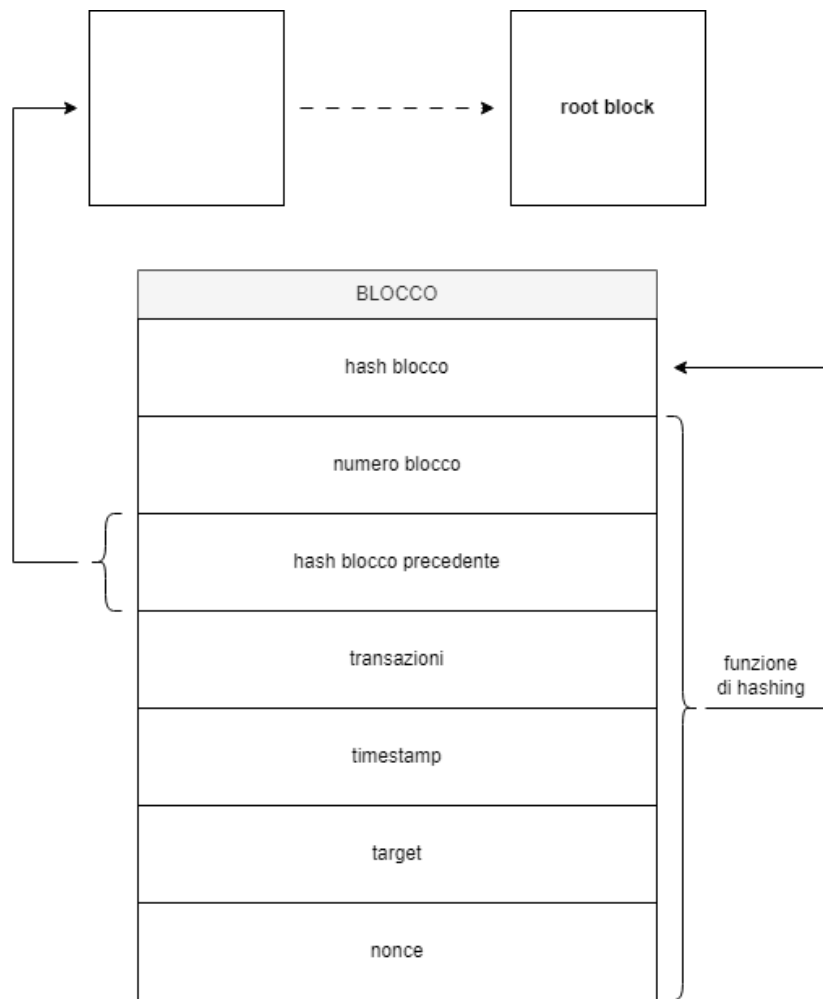 root block
BLOCCO
hash blocco
numero blocco
hash blocco precedente
transazioni
funzione
di hashing
timestamp
target
nonce